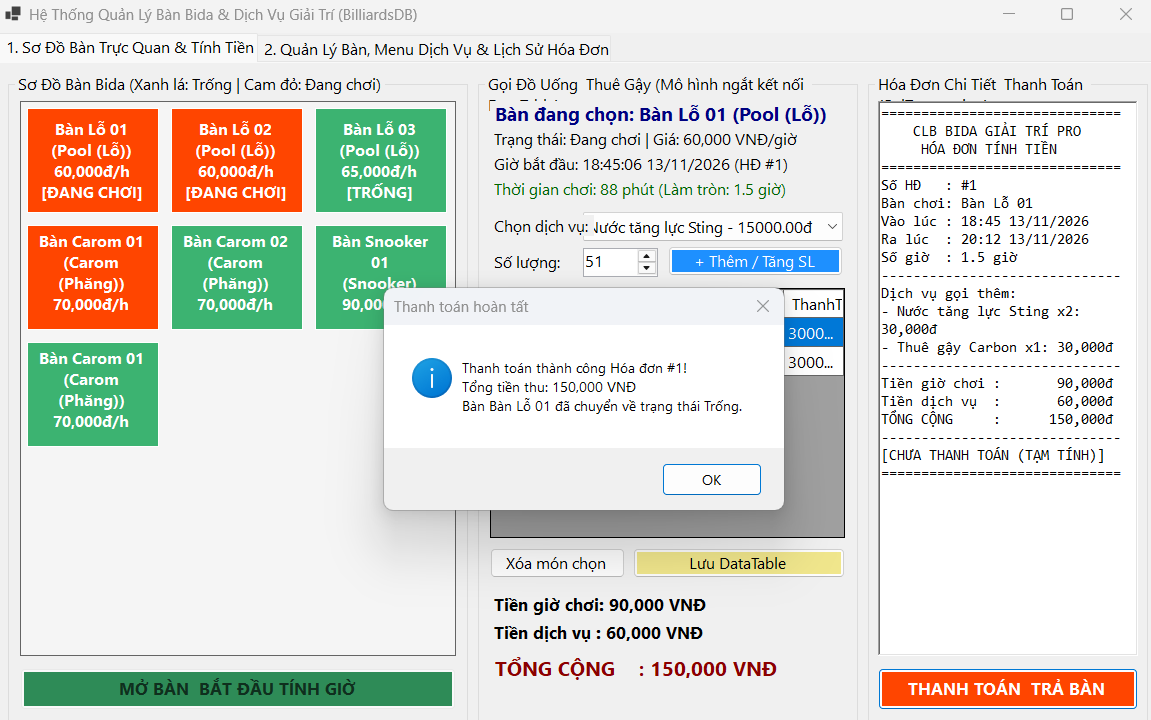 Hệ Thống Quản Lý Bàn Bida & Dịch Vụ Giải Trí (BilliardsDB)
1. Sơ Đồ Bàn Trực Quan & Tính Tiền
2. Quản Lý Bàn, Menu Dịch Vụ & Lịch Sử Hóa Đơn
Sơ Đồ Bàn Bida (Xanh lá: Trống | Cam đỏ: Đang chơi)
Bàn Lỗ 01
(Pool (Lỗ))
60,000đ/h
[ĐANG CHƠI]
Bàn Lỗ 02
(Pool (Lỗ))
60,000đ/h
[ĐANG CHƠI]
Bàn Lỗ 03
(Pool (Lỗ))
65,000đ/h
[TRỐNG]
Bàn Carom 01
(Carom
(Phăng))
70,000đ/h
Bàn Carom 02
(Carom
(Phăng))
70,000đ/h
Bàn Snooker
01
(Snooker)
90,00
Bàn Carom 01
(Carom
(Phăng))
70,000đ/h
MỞ BÀN  BẮT ĐẦU TÍNH GIỜ
Gọi Đồ Uống  Thuê Gậy (Mô hình ngắt kết nối
Bàn đang chọn: Bàn Lỗ 01 (Pool (Lỗ))
Trạng thái: Đang chơi | Giá: 60,000 VNĐ/giờ
Giờ bắt đầu: 18:45:06 13/11/2026 (HĐ #1)
Thời gian chơi: 88 phút (Làm tròn: 1.5 giờ)
Chọn dịch vụ: Nước tăng lực Sting - 15000.00đ
Số lượng: 51
+ Thêm / Tăng SL
ThanhT
3000...
3000...
Thanh toán hoàn tất
Thanh toán thành công Hóa đơn #1!
Tổng tiền thu: 150,000 VNĐ
Bàn Bàn Lỗ 01 đã chuyển về trạng thái Trống.
OK
Xóa món chọn
Lưu DataTable
Tiền giờ chơi: 90,000 VNĐ
Tiền dịch vụ : 60,000 VNĐ
TỔNG CỘNG    : 150,000 VNĐ
Hóa Đơn Chi Tiết  Thanh Toán
==============================
CLB BIDA GIẢI TRÍ PRO
HÓA ĐƠN TÍNH TIỀN
==============================
Số HĐ   : #1
Bàn chơi: Bàn Lỗ 01
Vào lúc : 18:45 13/11/2026
Ra lúc  : 20:12 13/11/2026
Số giờ  : 1.5 giờ
------------------------------
Dịch vụ gọi thêm:
- Nước tăng lực Sting x2:
30,000đ
- Thuê gậy Carbon x1: 30,000đ
------------------------------
Tiền giờ chơi :       90,000đ
Tiền dịch vụ  :       60,000đ
TỔNG CỘNG     :      150,000đ
------------------------------
[CHƯA THANH TOÁN (TẠM TÍNH)]
==============================
THANH TOÁN  TRẢ BÀN